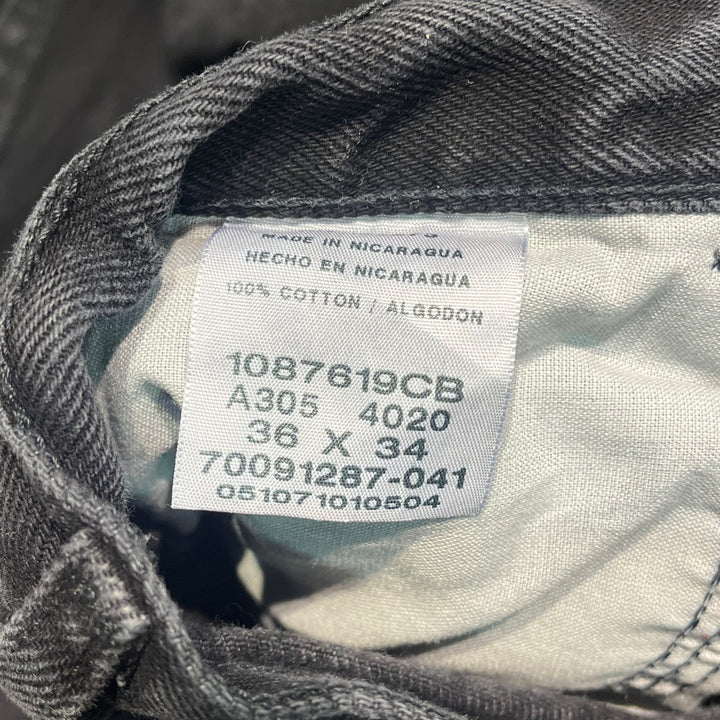 MADE IN NICARAGUA
HECHO EN NICARAGUA
100% COTTON / ALGODON
1087619CB
A305 4020
36 X 34
70091287-041
051071010504